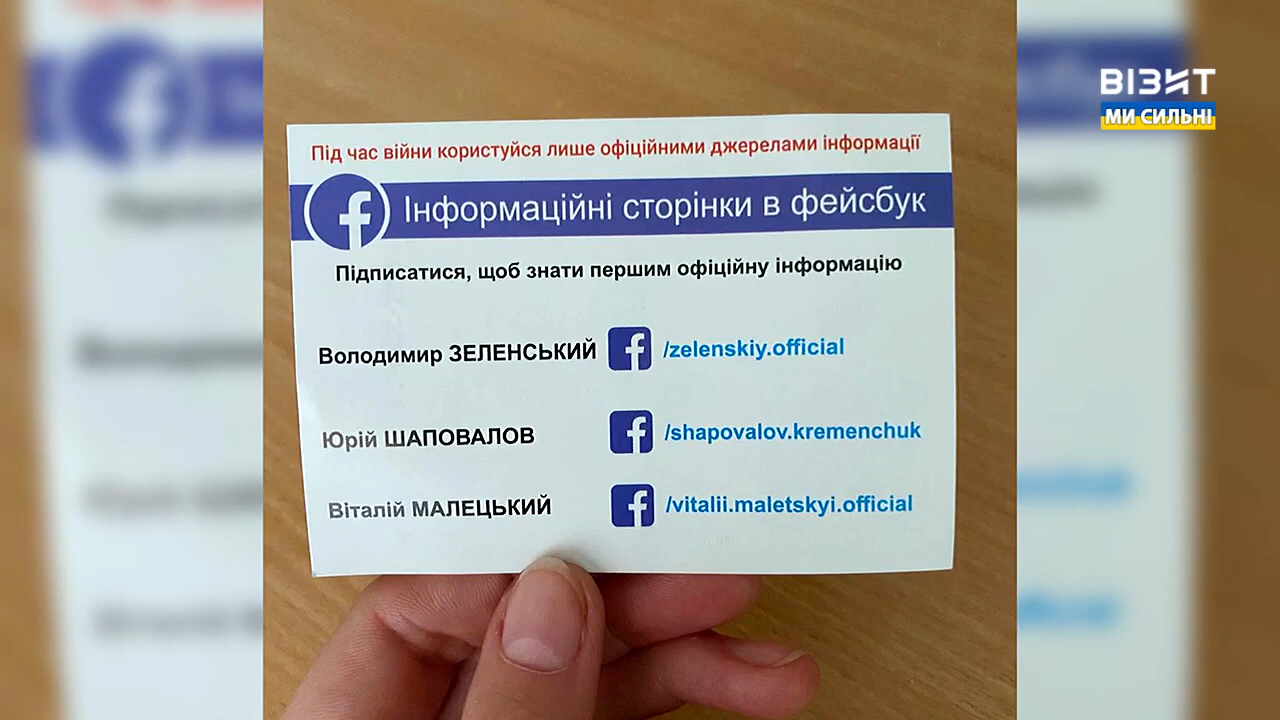 ВІЗИТ
МИ СИЛЬНІ
Під час війни користуйся лише офіційними джерелами інформації
Інформаційні сторінки в фейсбук
Підписатися, щоб знати першим офіційну інформацію
Володимир ЗЕЛЕНСЬКИЙ /zelenskiy.official
Юрій ШАПОВАЛОВ /shapovalov.kremenchuk
Віталій МАЛЕЦЬКИЙ /vitalii.maletskyi.official